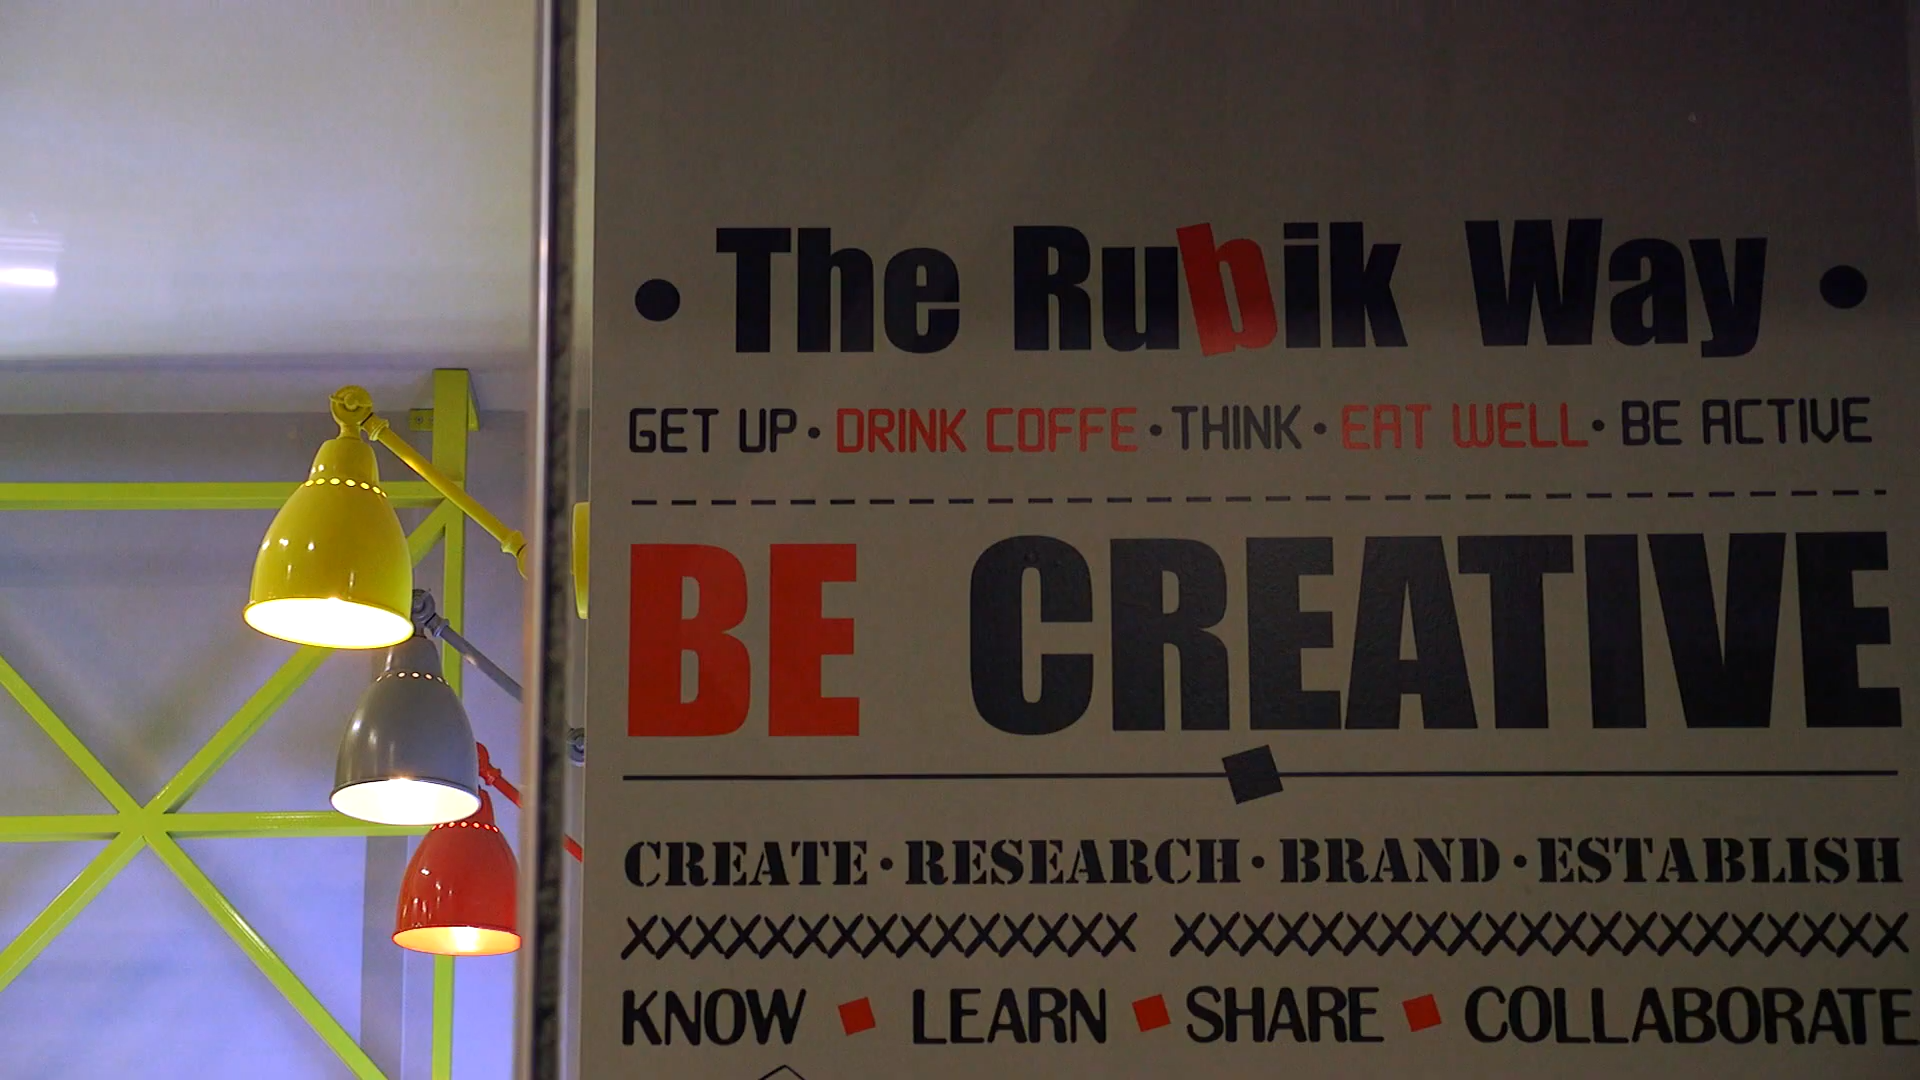 • The Rubik Way •
GET UP • DRINK COFFE • THINK • EAT WELL • BE ACTIVE
BE CREATIVE
CREATE • RESEARCH • BRAND • ESTABLISH
XXXXXXXXXXXXXXX XXXXXXXXXXXXXXXXXXXXX
KNOW ■ LEARN ■ SHARE ■ COLLABORATE